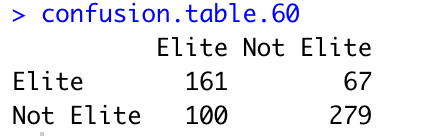 > confusion.table.60
Elite Not Elite
Elite 161 67
Not Elite 100 279